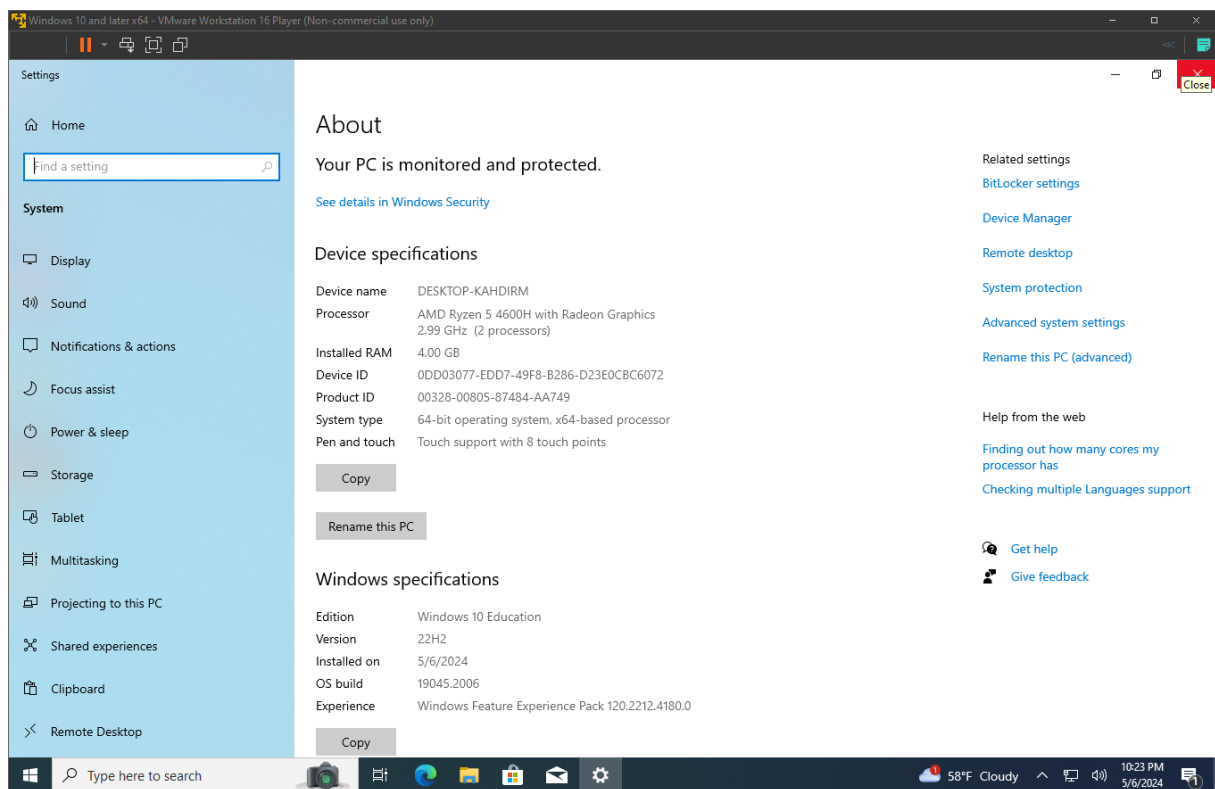 Windows 10 and later x64 - VMware Workstation 16 Player (Non-commercial use only)
Settings
Close
Home
Find a setting
System
Display
Sound
Notifications & actions
Focus assist
Power & sleep
Storage
Tablet
Multitasking
Projecting to this PC
Shared experiences
Clipboard
Remote Desktop
About
Your PC is monitored and protected.
See details in Windows Security
Device specifications
Device name DESKTOP-KAHDIRM
Processor AMD Ryzen 5 4600H with Radeon Graphics
2.99 GHz (2 processors)
Installed RAM 4.00 GB
Device ID 0DD03077-EDD7-49F8-B286-D23E0CBC6072
Product ID 00328-00805-87484-AA749
System type 64-bit operating system, x64-based processor
Pen and touch Touch support with 8 touch points
Copy
Rename this PC
Windows specifications
Edition Windows 10 Education
Version 22H2
Installed on 5/6/2024
OS build 19045.2006
Experience Windows Feature Experience Pack 120.2212.4180.0
Copy
Related settings
BitLocker settings
Device Manager
Remote desktop
System protection
Advanced system settings
Rename this PC (advanced)
Help from the web
Finding out how many cores my
processor has
Checking multiple Languages support
Get help
Give feedback
Type here to search
1
58°F Cloudy
10:23 PM
5/6/2024
1